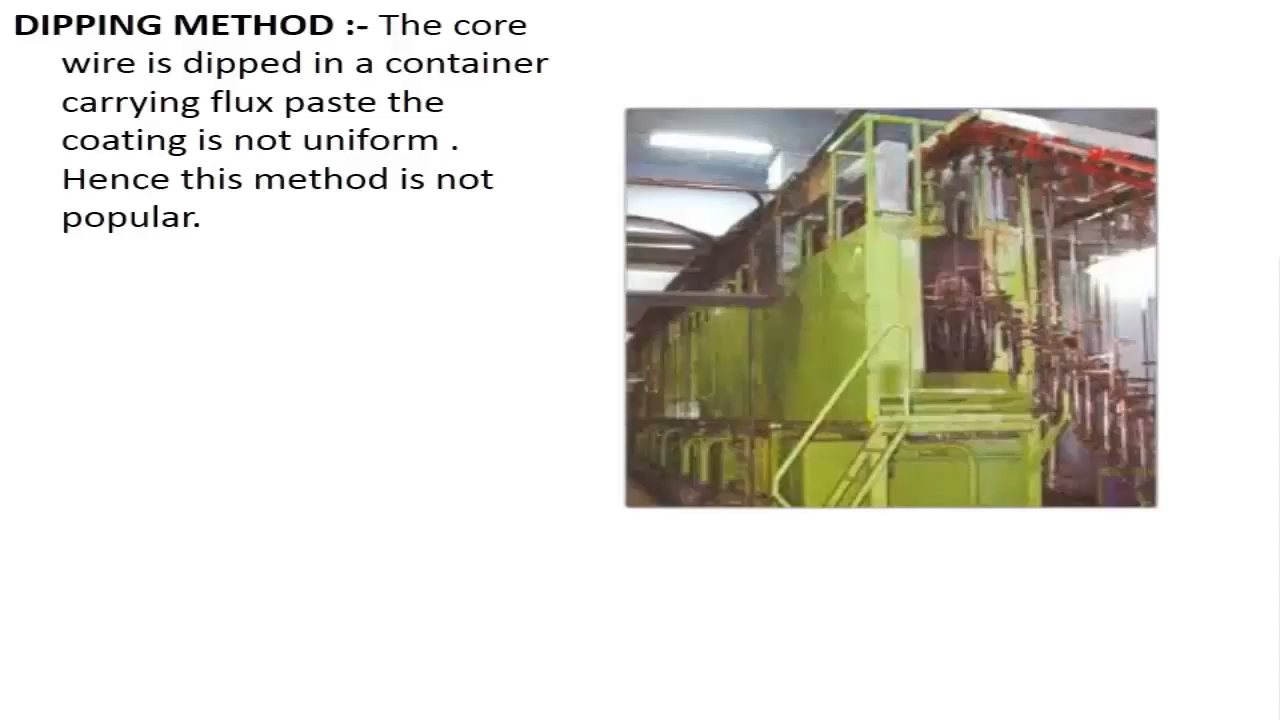 DIPPING METHOD :- The core
wire is dipped in a container
carrying flux paste the
coating is not uniform .
Hence this method is not
popular.